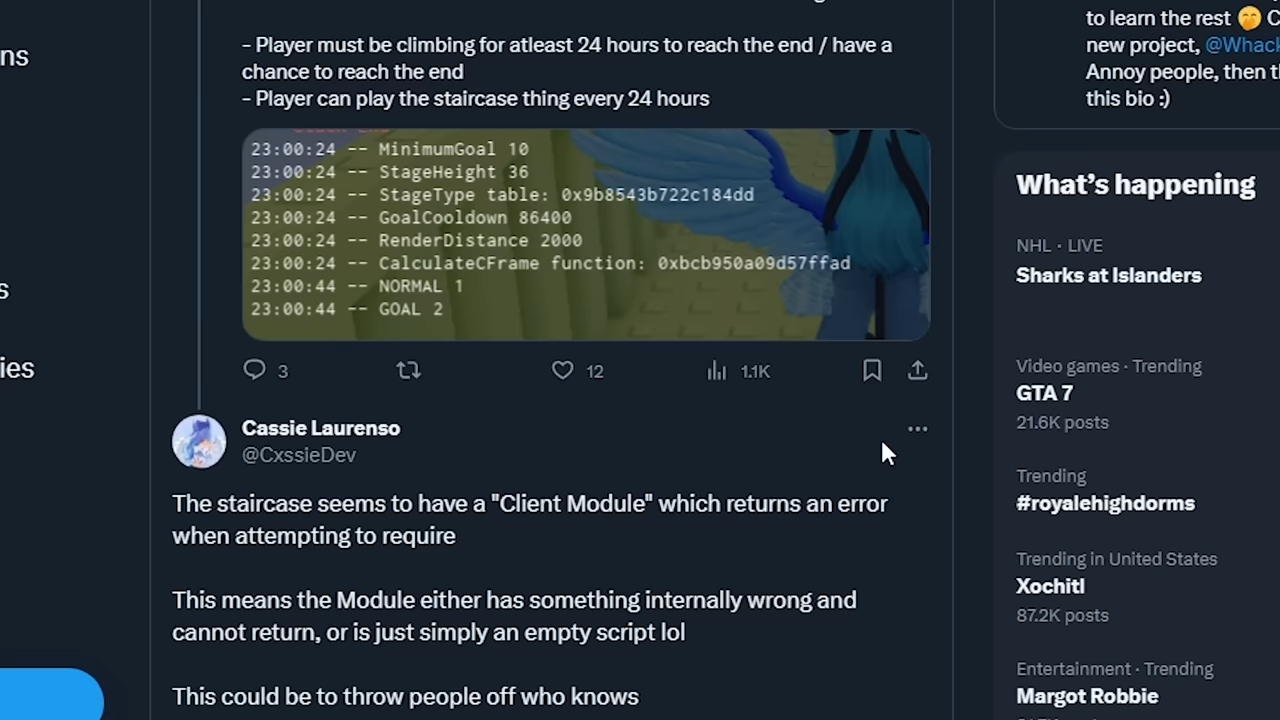 ns
s
ies
- Player must be climbing for atleast 24 hours to reach the end / have a
chance to reach the end
- Player can play the staircase thing every 24 hours
23:00:24 -- MinimumGoal 10
23:00:24 -- StageHeight 36
23:00:24 -- StageType table: 0x9b8543b722c184dd
23:00:24 -- GoalCooldown 86400
23:00:24 -- RenderDistance 2000
23:00:24 -- CalculateCFrame function: 0xbcb950a09d57ffad
23:00:44 -- NORMAL 1
23:00:44 -- GOAL 2
3
12
1.1K
Cassie Laurenso
@CxssieDev
The staircase seems to have a "Client Module" which returns an error
when attempting to require
This means the Module either has something internally wrong and
cannot return, or is just simply an empty script lol
This could be to throw people off who knows
to learn the rest 🤭 C
new project, @Whack
Annoy people, then th
this bio :)
What's happening
NHL · LIVE
Sharks at Islanders
Video games · Trending
GTA 7
21.6K posts
Trending
#royalehighdorms
Trending in United States
Xochitl
87.2K posts
Entertainment · Trending
Margot Robbie